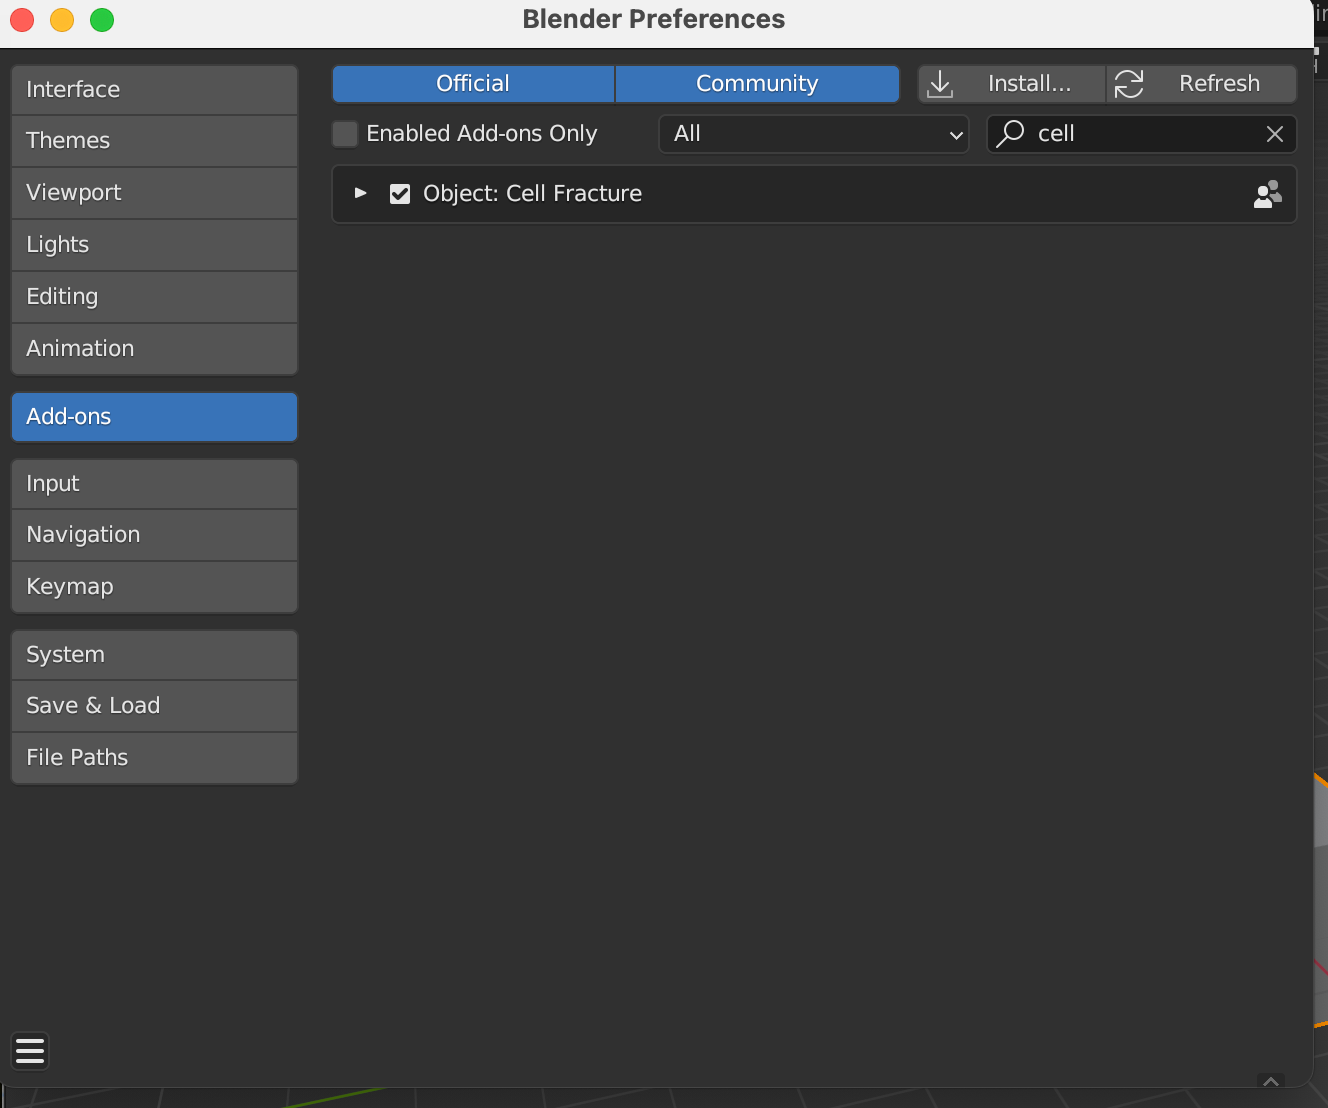 Blender Preferences
Interface
Themes
Viewport
Lights
Editing
Animation
Add-ons
Input
Navigation
Keymap
System
Save & Load
File Paths
Official Community Install... Refresh
Enabled Add-ons Only All cell
Object: Cell Fracture